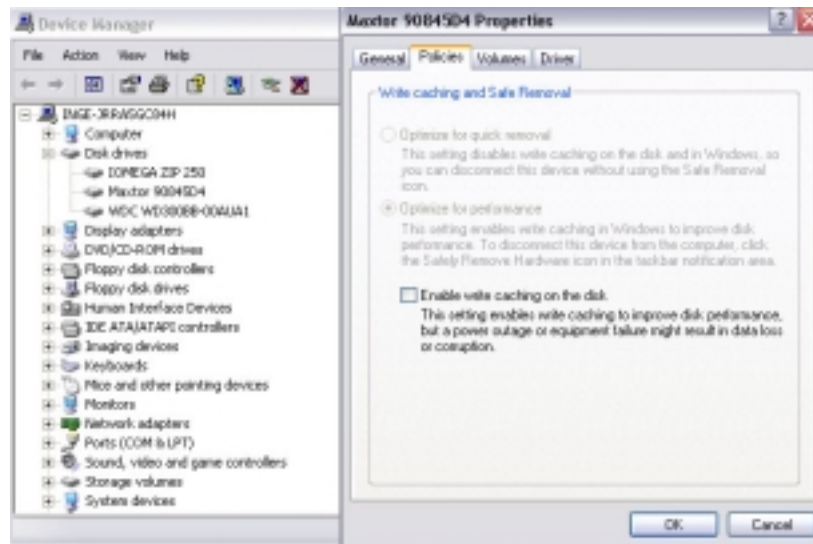 Device Manager
File Action View Help
INGE-JRRASGC04H
Computer
Disk drives
IOMEGA ZIP 250
Maxtor 90845D4
WDC WD300BB-00AUA1
Display adapters
DVD/CD-ROM drives
Floppy disk controllers
Floppy disk drives
Human Interface Devices
IDE ATA/ATAPI controllers
Imaging devices
Keyboards
Mice and other pointing devices
Monitors
Network adapters
Ports (COM & LPT)
Sound, video and game controllers
Storage volumes
System devices
Maxtor 90845D4 Properties
General Policies Volumes Driver
Write caching and Safe Removal
Optimize for quick removal
This setting disables write caching on the disk and in Windows, so
you can disconnect this device without using the Safe Removal
icon.
Optimize for performance
This setting enables write caching in Windows to improve disk
performance. To disconnect this device from the computer, click
the Safely Remove Hardware icon in the taskbar notification area.
Enable write caching on the disk
This setting enables write caching to improve disk performance,
but a power outage or equipment failure might result in data loss
or corruption.
OK Cancel